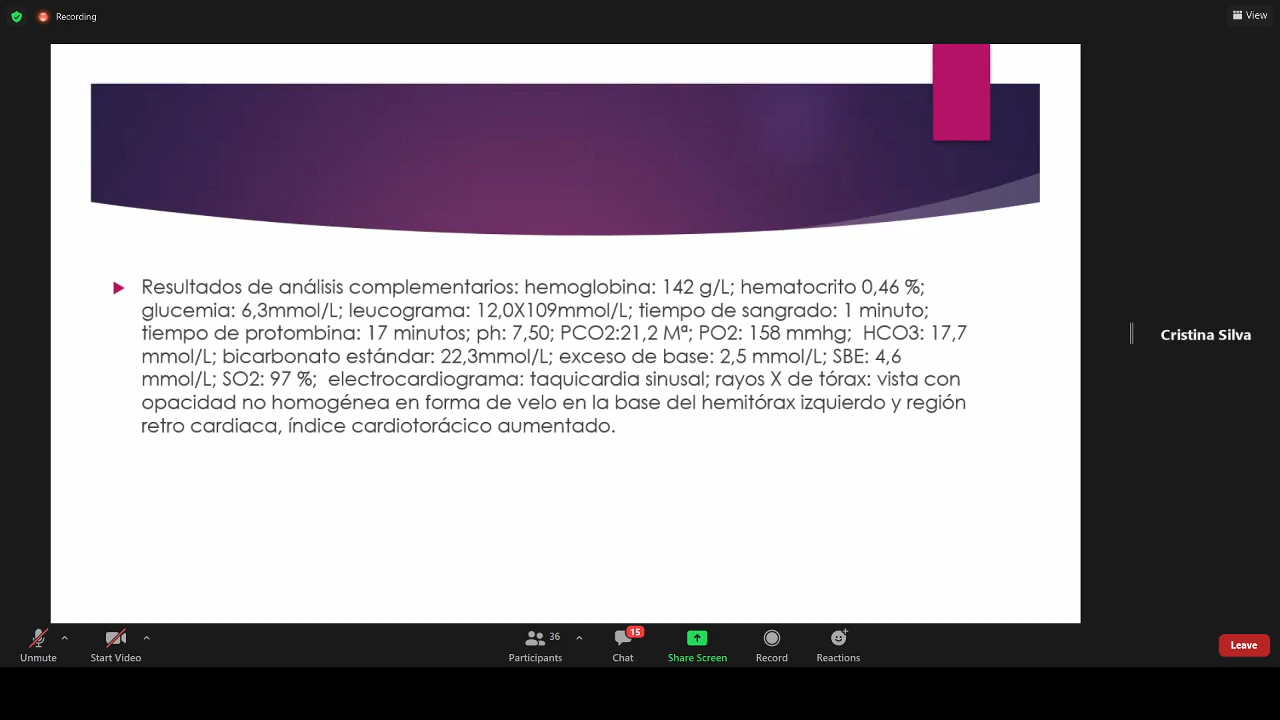 Recording
View
Resultados de análisis complementarios: hemoglobina: 142 g/L; hematocrito 0,46 %;
glucemia: 6,3mmol/L; leucograma: 12,0X109mmol/L; tiempo de sangrado: 1 minuto;
tiempo de protombina: 17 minutos; ph: 7,50; PCO2:21,2 Mª; PO2: 158 mmhg; HCO3: 17,7
mmol/L; bicarbonato estándar: 22,3mmol/L; exceso de base: 2,5 mmol/L; SBE: 4,6
mmol/L; SO2: 97 %; electrocardiograma: taquicardia sinusal; rayos X de tórax: vista con
opacidad no homogénea en forma de velo en la base del hemitórax izquierdo y región
retro cardiaca, índice cardiotorácico aumentado.
Cristina Silva
Unmute
Start Video
36
Participants
15
Chat
Share Screen
Record
Reactions
Leave